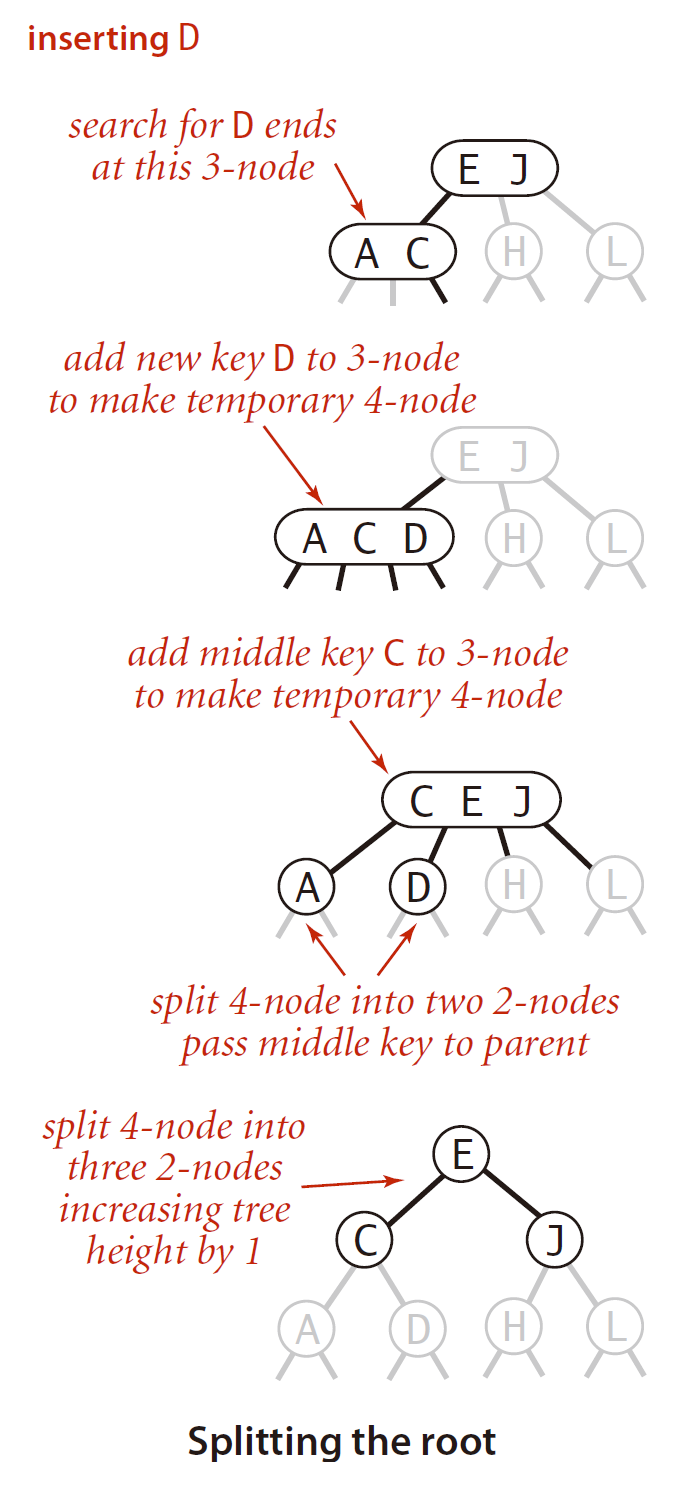 inserting D
search for D ends
at this 3-node
E J
A C H L
add new key D to 3-node
to make temporary 4-node
E J
A C D H L
add middle key C to 3-node
to make temporary 4-node
C E J
A D H L
split 4-node into two 2-nodes
pass middle key to parent
split 4-node into
three 2-nodes
increasing tree
height by 1
E
C J
A D H L
Splitting the root